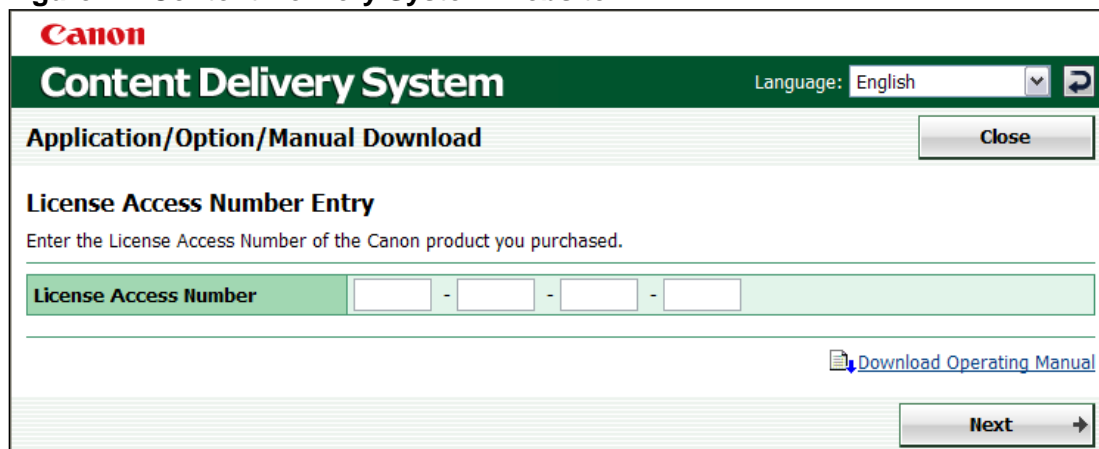 Canon
Content Delivery System
Language: English
Application/Option/Manual Download
Close
License Access Number Entry
Enter the License Access Number of the Canon product you purchased.
License Access Number - - -
Download Operating Manual
Next